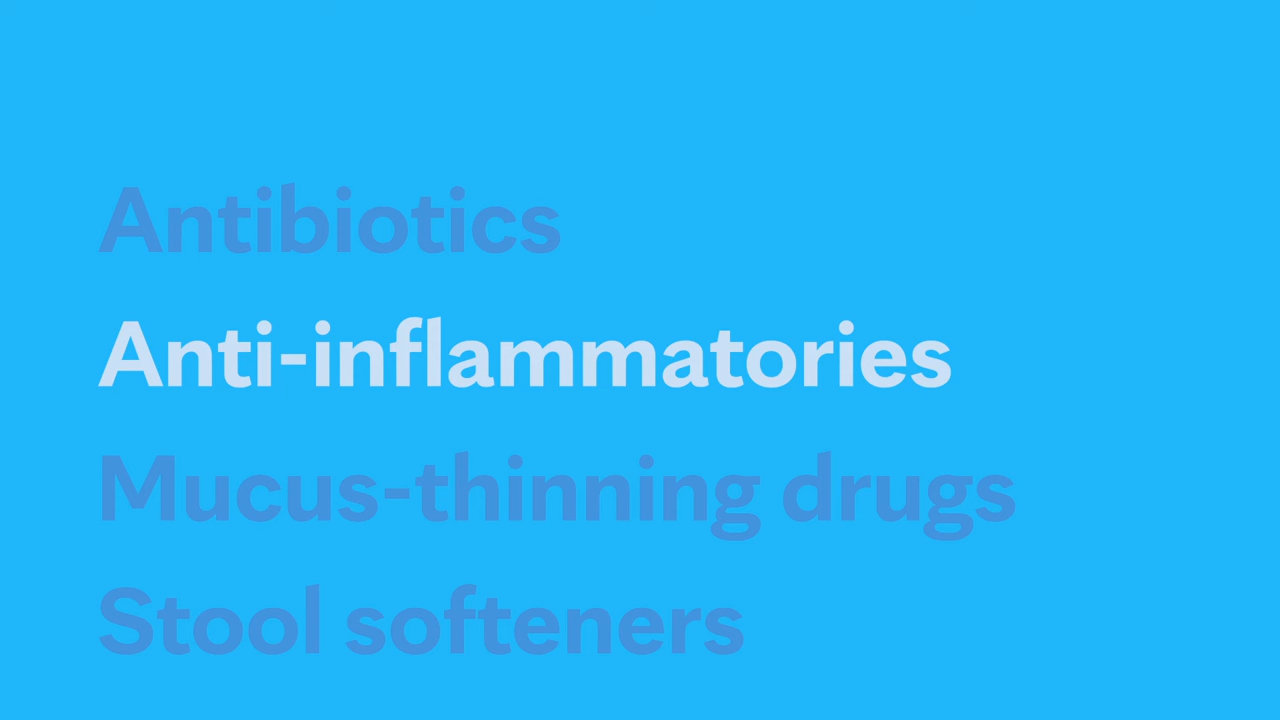 Antibiotics
Anti-inflammatories
Mucus-thinning drugs
Stool softeners